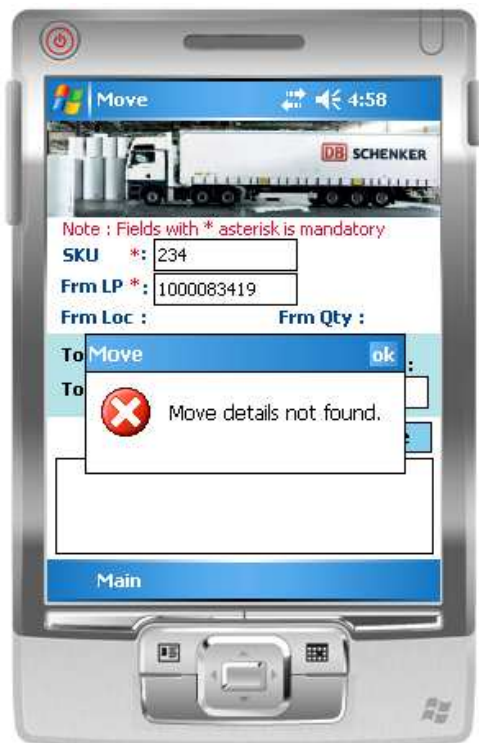 Move 4:58
DB SCHENKER
Note : Fields with * asterisk is mandatory
SKU *: 234
Frm LP *: 1000083419
Frm Loc : Frm Qty :
To
:
Move ok
To
Move details not found.
e
Main